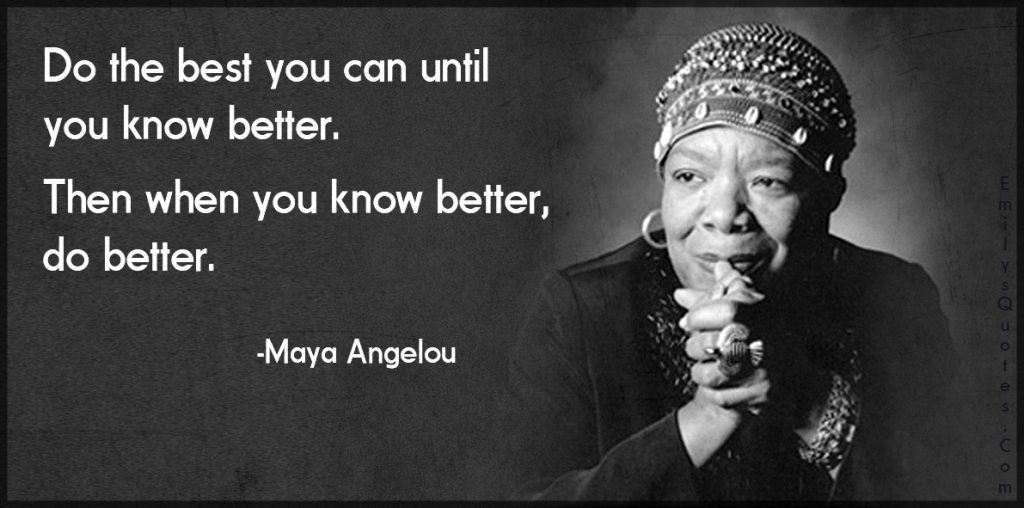 Do the best you can until
you know better.
Then when you know better,
do better.
-Maya Angelou
EmilysQuotes.Com